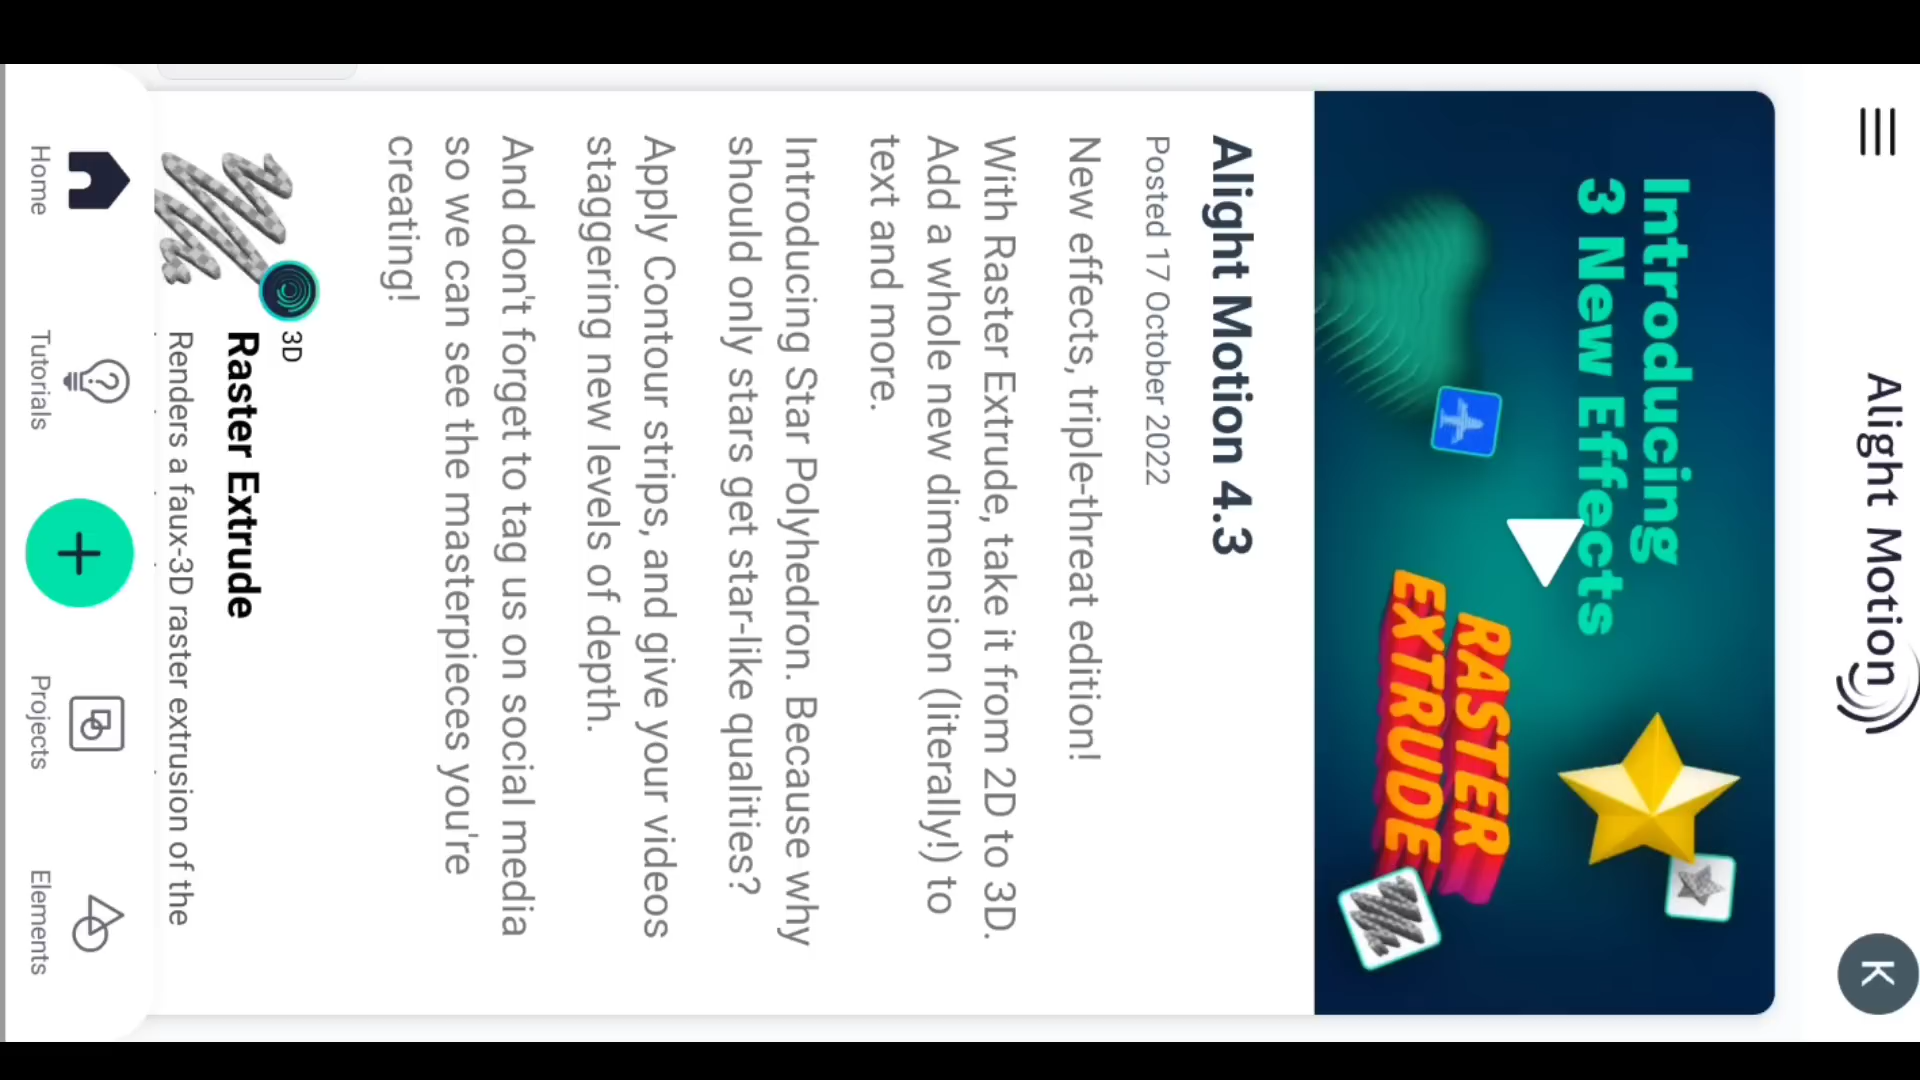 Alight Motion
K
Introducing
3 New Effects
RASTER
EXTRUDE
Alight Motion 4.3
Posted 17 October 2022
New effects, triple-threat edition!
With Raster Extrude, take it from 2D to 3D.
Add a whole new dimension (literally!) to
text and more.
Introducing Star Polyhedron. Because why
should only stars get star-like qualities?
Apply Contour strips, and give your videos
staggering new levels of depth.
And don't forget to tag us on social media
so we can see the masterpieces you're
creating!
3D
Raster Extrude
Renders a faux-3D raster extrusion of the
Home
Tutorials
Projects
Elements